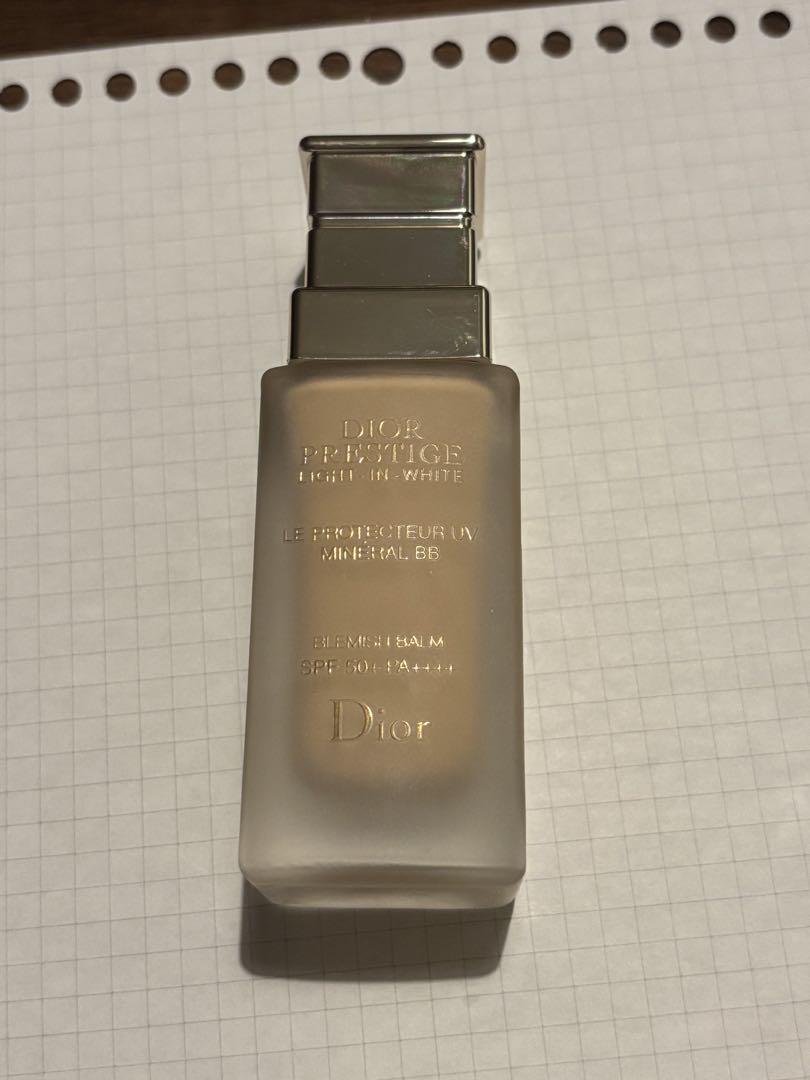 DIOR
PRESTIGE
LIGHT-IN-WHITE
LE PROTECTEUR UV
MINÉRAL BB
BLEMISH BALM
SPF 50+ PA++++
Dior